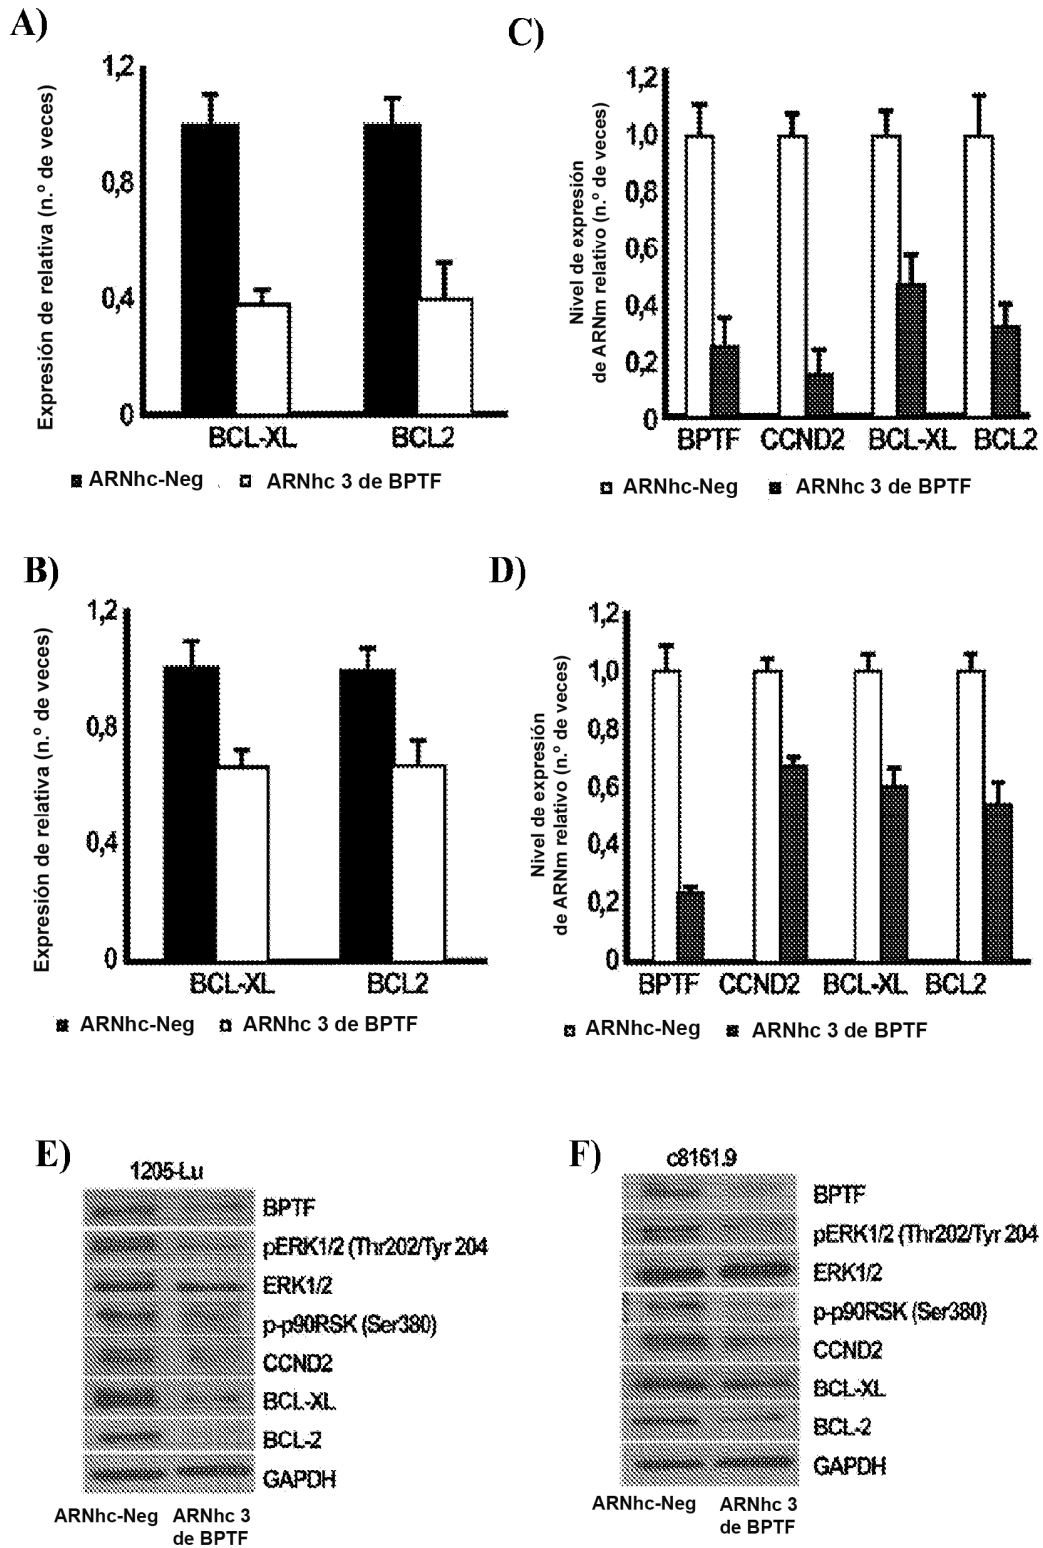 A)
Expresión de relativa (n.º de veces)
1,2
0,8
0,4
0
BCL-XL BCL2
ARNhc-Neg ARNhc 3 de BPTF
C)
Nivel de expresión
de ARNm relativo (n.º de veces)
1,2
1,0
0,8
0,6
0,4
0,2
0
BPTF CCND2 BCL-XL BCL2
ARNhc-Neg ARNhc 3 de BPTF
B)
Expresión de relativa (n.º de veces)
1,2
0,8
0,4
0
BCL-XL BCL2
ARNhc-Neg ARNhc 3 de BPTF
D)
Nivel de expresión
de ARNm relativo (n.º de veces)
1,2
1,0
0,8
0,6
0,4
0,2
0
BPTF CCND2 BCL-XL BCL2
ARNhc-Neg ARNhc 3 de BPTF
E)
1205-Lu
BPTF
pERK1/2 (Thr202/Tyr 204
ERK1/2
p-p90RSK (Ser380)
CCND2
BCL-XL
BCL-2
GAPDH
ARNhc-Neg ARNhc 3
de BPTF
F)
c8161.9
BPTF
pERK1/2 (Thr202/Tyr 204
ERK1/2
p-p90RSK (Ser380)
CCND2
BCL-XL
BCL-2
GAPDH
ARNhc-Neg ARNhc 3
de BPTF